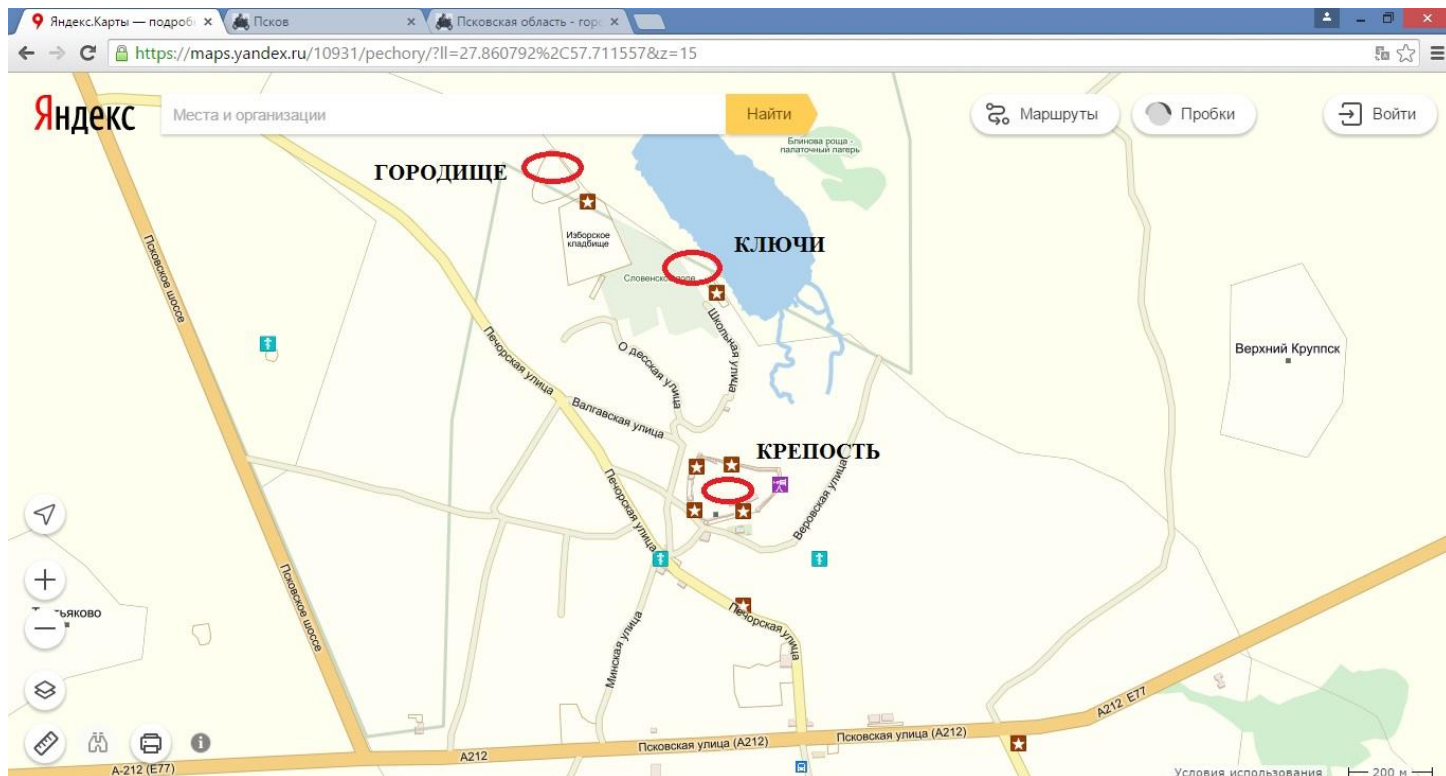 Яндекс.Карты — подроб
Псков
Псковская область - горо
https://maps.yandex.ru/10931/pechory/?ll=27.860792%2C57.711557&z=15
Яндекс
Места и организации
Найти
Маршруты
Пробки
Войти
Блинова роща -
палаточный лагерь
ГОРОДИЩЕ
Изборское
кладбище
КЛЮЧИ
Словенское поле
Псковское шоссе
Печорская улица
Школьная улица
Одесская улица
Верхний Круппск
Валгавская улица
КРЕПОСТЬ
Печорская улица
Веровская улица
Псковское шоссе
Печорская улица
Минская улица
A212 E77
Псковская улица (A212)
Псковская улица (A212)
A212
A-212 (E77)
Условия использования
200 м